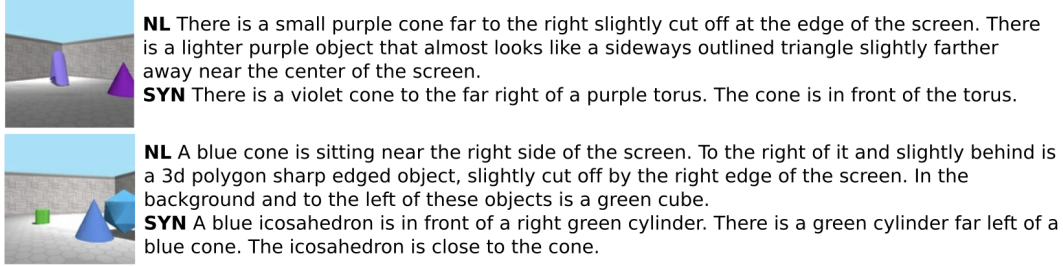 NL There is a small purple cone far to the right slightly cut off at the edge of the screen. There
is a lighter purple object that almost looks like a sideways outlined triangle slightly farther
away near the center of the screen.
SYN There is a violet cone to the far right of a purple torus. The cone is in front of the torus.
NL A blue cone is sitting near the right side of the screen. To the right of it and slightly behind is
a 3d polygon sharp edged object, slightly cut off by the right edge of the screen. In the
background and to the left of these objects is a green cube.
SYN A blue icosahedron is in front of a right green cylinder. There is a green cylinder far left of a
blue cone. The icosahedron is close to the cone.